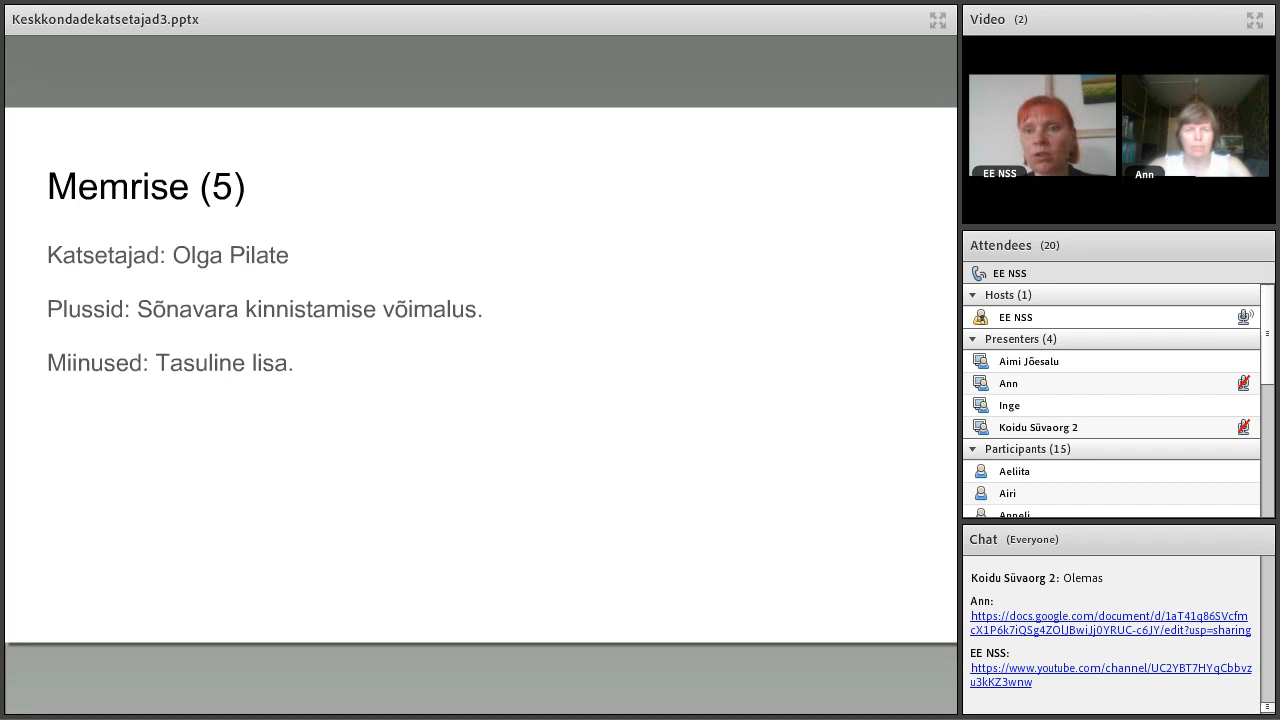 Keskkondadekatsetajad3.pptx
Memrise (5)
Katsetajad: Olga Pilate
Plussid: Sõnavara kinnistamise võimalus.
Miinused: Tasuline lisa.
Video (2)
EE NSS
Ann
Attendees (20)
EE NSS
Hosts (1)
EE NSS
Presenters (4)
Aimi Jõesalu
Ann
Inge
Koidu Süvaorg 2
Participants (15)
Aeliita
Airi
Anneli
Chat (Everyone)
Koidu Süvaorg 2: Olemas
Ann:
https://docs.google.com/document/d/1aT41q86SVcfm
cX1P6k7iQSg4ZOlJBwiJj0YRUC-c6JY/edit?usp=sharing
EE NSS:
https://www.youtube.com/channel/UC2YBT7HYqCbbvz
u3kKZ3wnw